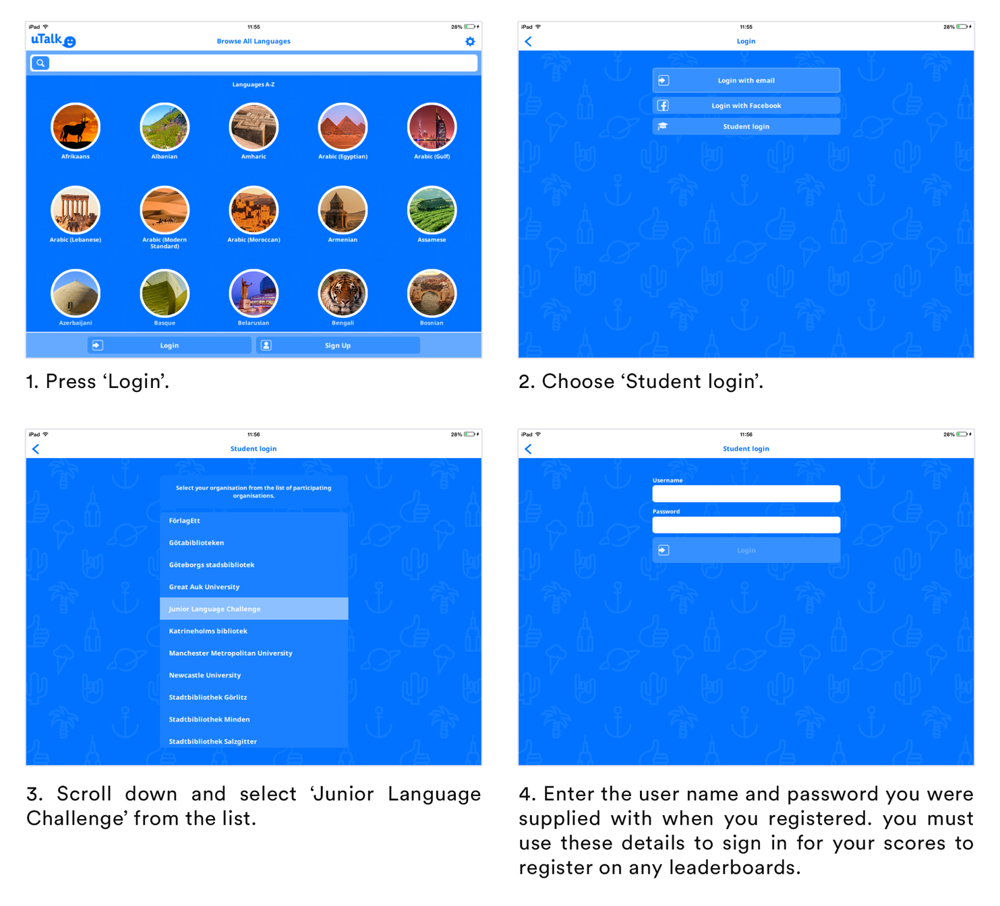 iPad 11:55 28%
uTalk Browse All Languages
Languages A-Z
Afrikaans Albanian Amharic Arabic (Egyptian) Arabic (Gulf)
Arabic (Lebanese) Arabic (Modern Standard) Arabic (Moroccan) Armenian Assamese
Azerbaijani Basque Belarusian Bengali Bosnian
Login Sign Up
1. Press ‘Login’.
iPad 11:55 28%
Login
Login with email
Login with Facebook
Student login
2. Choose ‘Student login’.
iPad 11:56 28%
Student login
Select your organisation from the list of participating
organisations.
FörlagEtt
Götabiblioteken
Göteborgs stadsbibliotek
Great Auk University
Junior Language Challenge
Katrineholms bibliotek
Manchester Metropolitan University
Newcastle University
Stadtbibliothek Görlitz
Stadtbibliothek Minden
Stadtbibliothek Salzgitter
3. Scroll down and select ‘Junior Language
Challenge’ from the list.
iPad 11:56 28%
Student login
Username
Password
Login
4. Enter the user name and password you were
supplied with when you registered. you must
use these details to sign in for your scores to
register on any leaderboards.